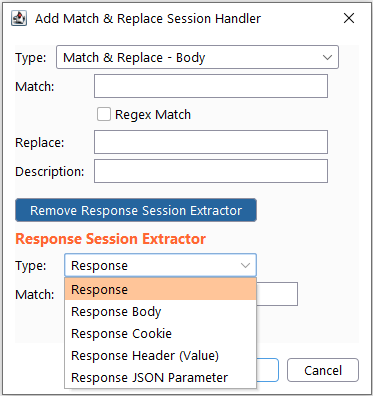 Add Match & Replace Session Handler
Type: Match & Replace - Body
Match:
Regex Match
Replace:
Description:
Remove Response Session Extractor
Response Session Extractor
Type: Response
Match: Response
Response Body
Response Cookie
Response Header (Value)
Response JSON Parameter
Cancel